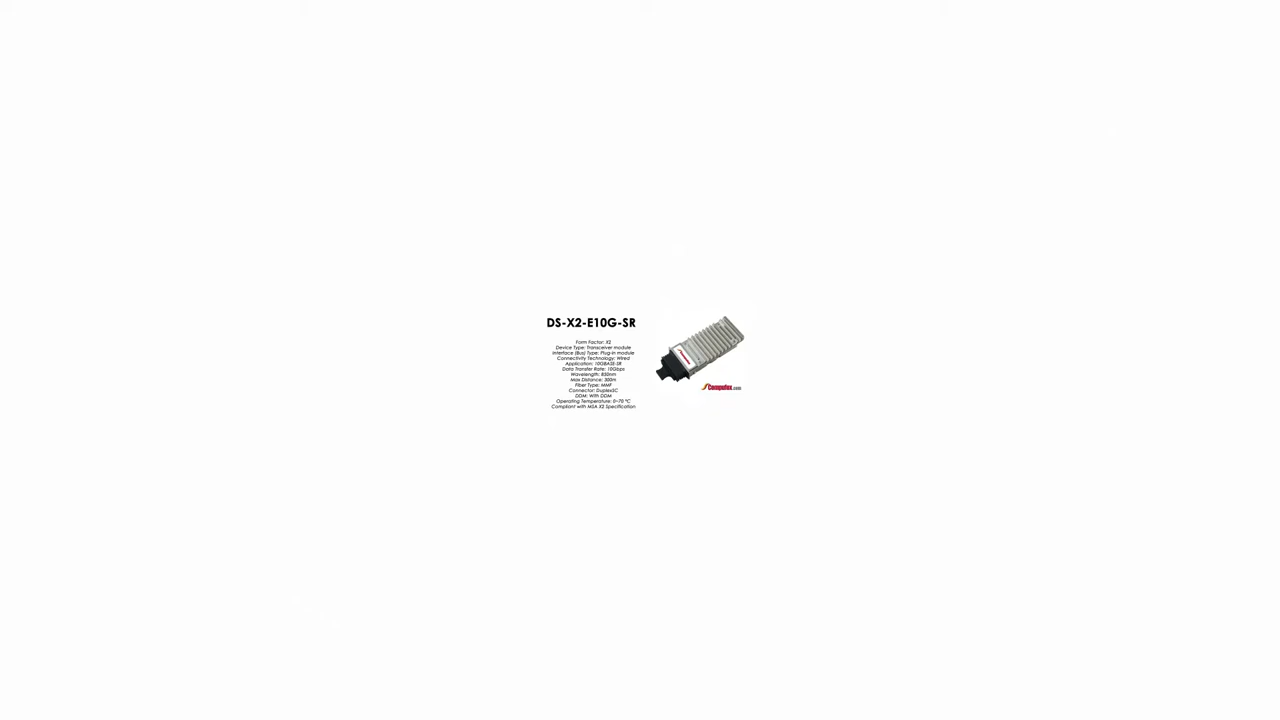 DS-X2-E10G-SR
Form Factor: X2
Device Type: Transceiver module
Interface (Bus) Type: Plug-in module
Connectivity Technology: Wired
Application: 10GBASE-SR
Data Transfer Rate: 10Gbps
Wavelength: 850nm
Max Distance: 300m
Fiber Type: MMF
Connector: DuplexSC
DDM: With DDM
Operating Temperature: 0~70 °C
Compliant with MSA X2 Specification
Compufox.com